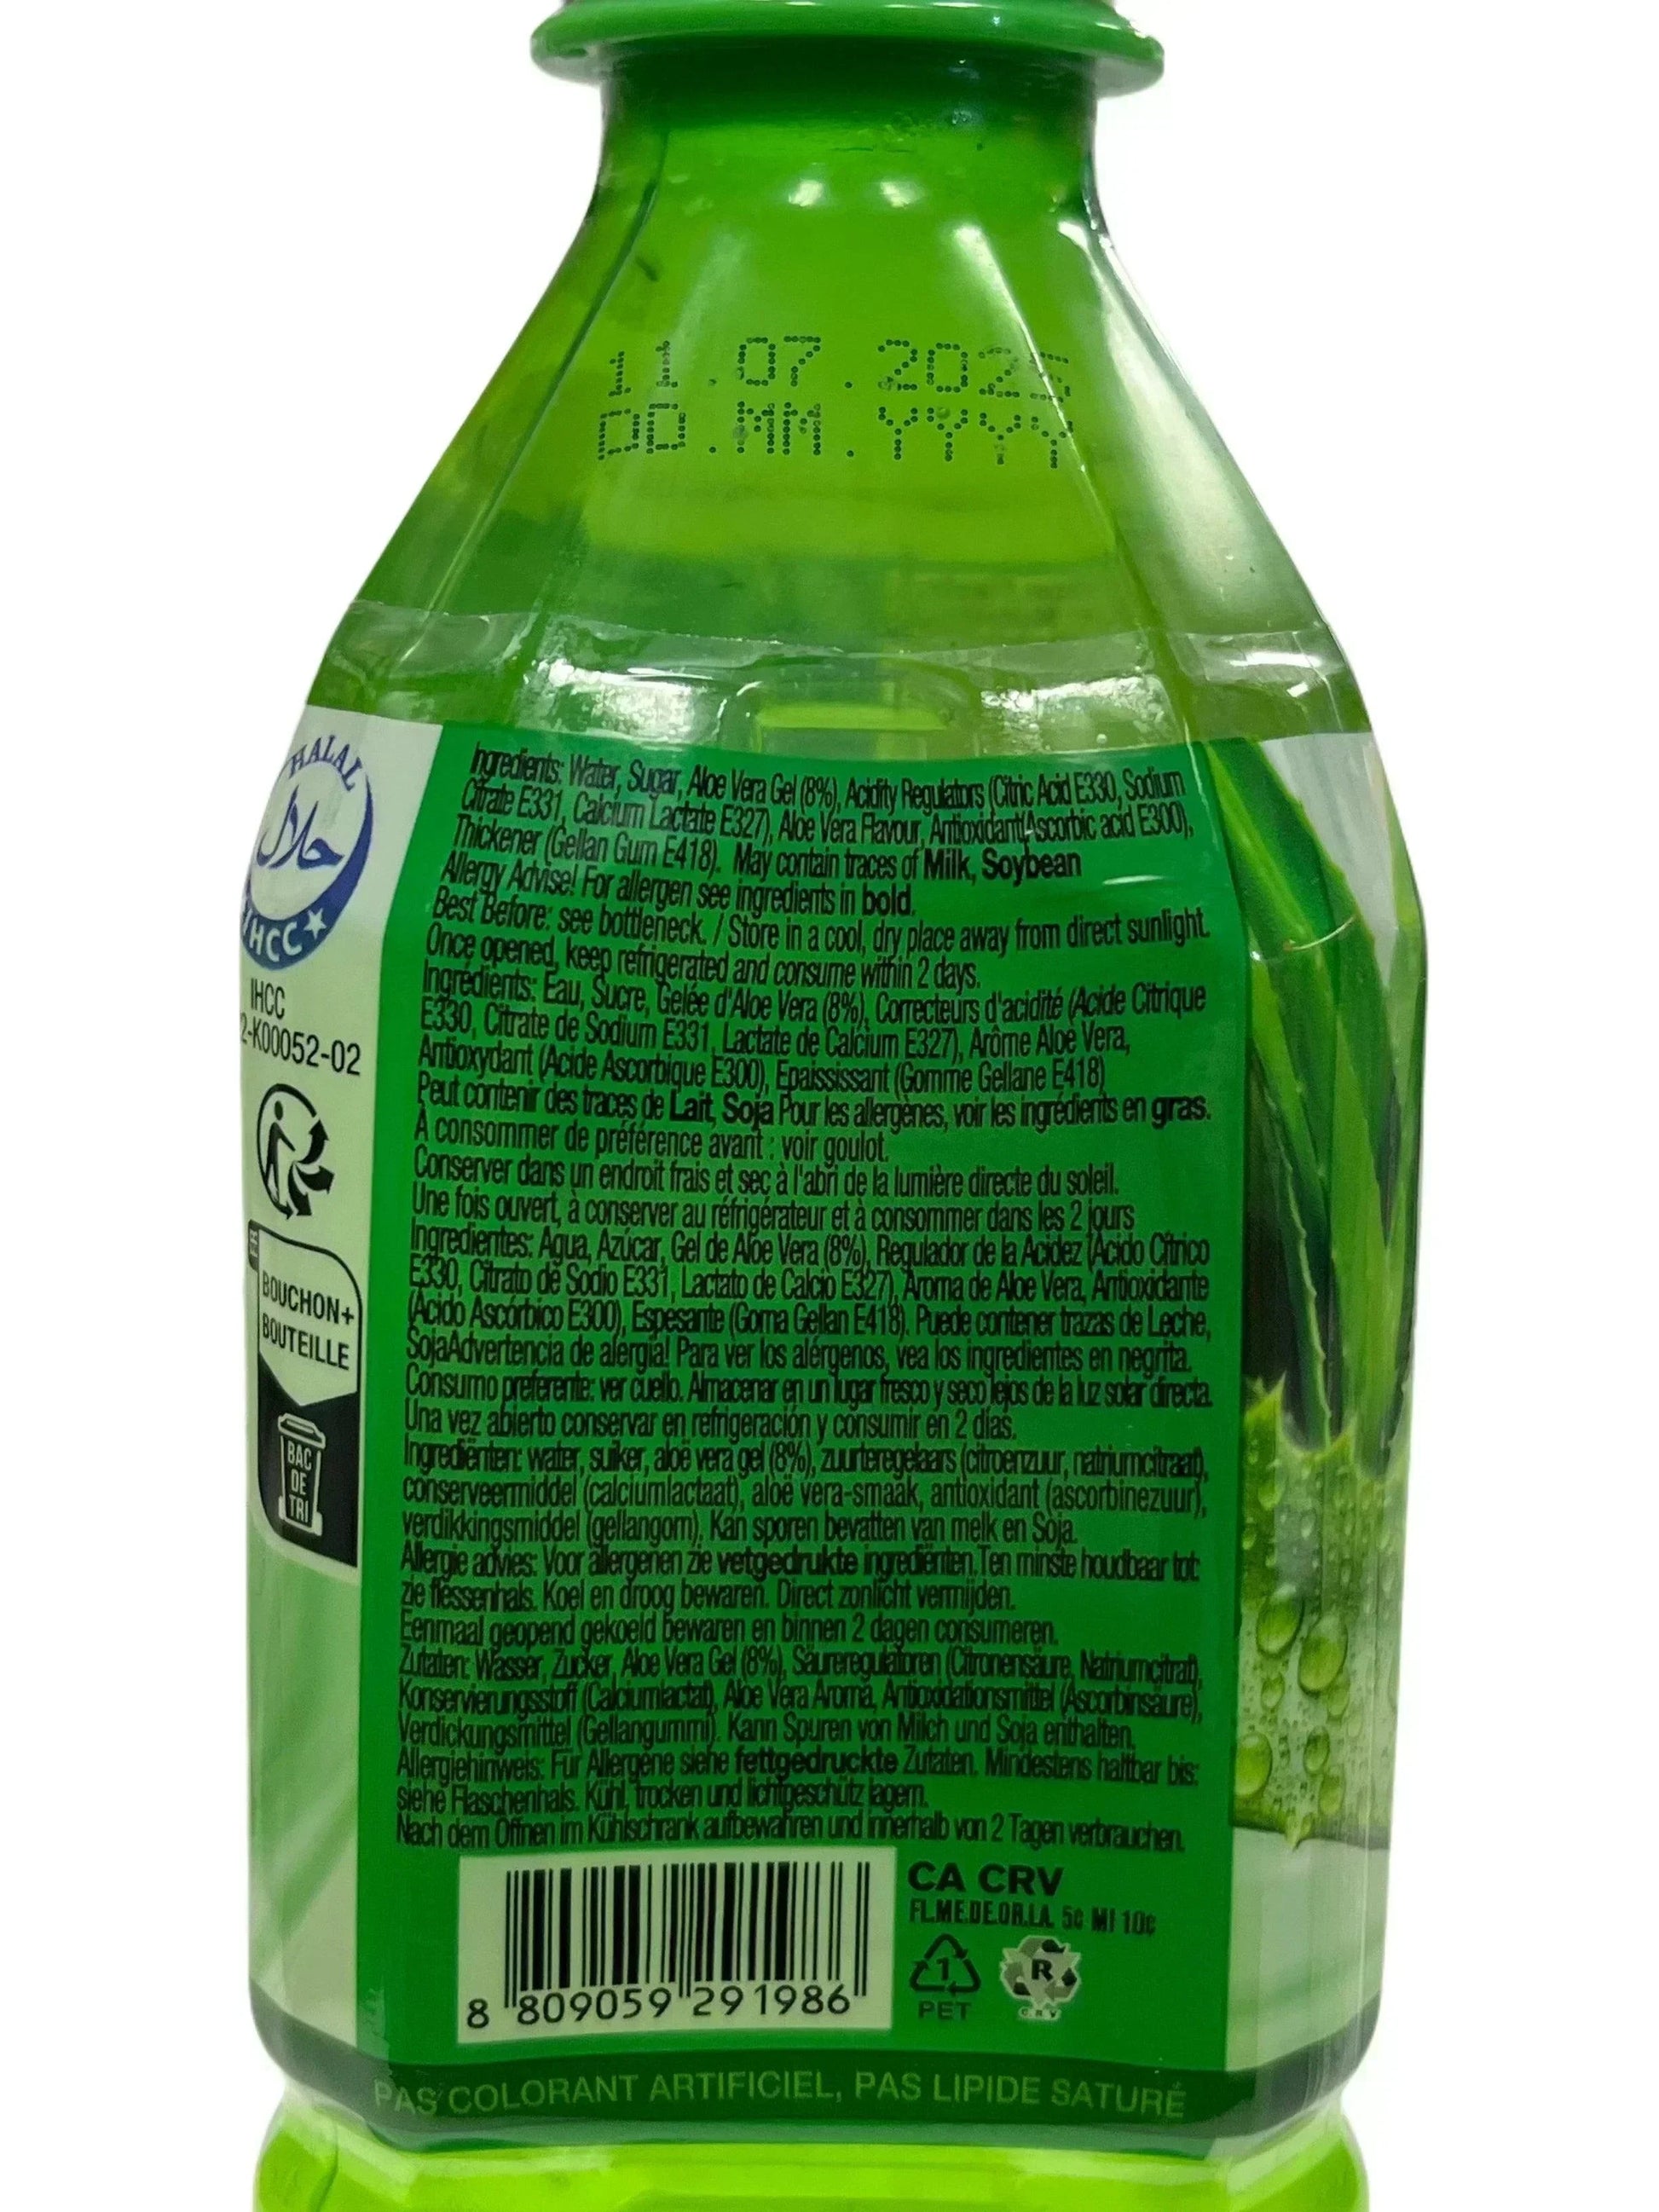 11.07.2025
DD.MM.YYYY
HALAL
حلال
IHCC
IHCC
2-K00052-02
FR
BOUCHON+
BOUTEILLE
BAC
DE
TRI
Ingredients: Water, Sugar, Aloe Vera Gel (8%), Acidity Regulators (Citric Acid E330, Sodium
Citrate E331, Calcium Lactate E327), Aloe Vera Flavour, Antioxidant(Ascorbic acid E300),
Thickener (Gellan Gum E418). May contain traces of Milk, Soybean
Allergy Advise! For allergen see ingredients in bold.
Best Before: see bottleneck. / Store in a cool, dry place away from direct sunlight.
Once opened, keep refrigerated and consume within 2 days.
Ingrédients: Eau, Sucre, Gelée d'Aloe Vera (8%), Correcteurs d'acidité (Acide Citrique
E330, Citrate de Sodium E331, Lactate de Calcium E327), Arôme Aloe Vera,
Antioxydant (Acide Ascorbique E300), Epaississant (Gomme Gellane E418)
Peut contenir des traces de Lait, Soja Pour les allergènes, voir les ingrédients en gras.
À consommer de préférence avant : voir goulot.
Conserver dans un endroit frais et sec à l'abri de la lumière directe du soleil.
Une fois ouvert, à conserver au réfrigérateur et à consommer dans les 2 jours
Ingredientes: Agua, Azúcar, Gel de Aloe Vera (8%), Regulador de la Acidez (Ácido Cítrico
E330, Citrato de Sodio E331, Lactato de Calcio E327), Aroma de Aloe Vera, Antioxidante
(Ácido Ascórbico E300), Espesante (Goma Gellan E418). Puede contener trazas de Leche,
SojaAdvertencia de alergia! Para ver los alérgenos, vea los ingredientes en negrita.
Consumo preferente: ver cuello. Almacenar en un lugar fresco y seco lejos de la luz solar directa.
Una vez abierto conservar en refrigeración y consumir en 2 días.
Ingrediënten: water, suiker, aloë vera gel (8%), zuurteregelaars (citroenzuur, natriumcitraat),
conserveermiddel (calciumlactaat), aloë vera-smaak, antioxidant (ascorbinezuur),
verdikkingsmiddel (gellangom). Kan sporen bevatten van melk en Soja.
Allergie advies: Voor allergenen zie vetgedrukte ingrediënten.Ten minste houdbaar tot:
zie flessenhals. Koel en droog bewaren. Direct zonlicht vermijden.
Eenmaal geopend gekoeld bewaren en binnen 2 dagen consumeren.
Zutaten: Wasser, Zucker, Aloe Vera Gel (8%), Säureregulatoren (Citronensäure, Natriumcitrat),
Konservierungsstoff (Calciumlactat), Aloe Vera Aroma, Antioxidationsmittel (Ascorbinsäure),
Verdickungsmittel (Gellangummi). Kann Spuren von Milch und Soja enthalten.
Allergiehinweis: Für Allergene siehe fettgedruckte Zutaten. Mindestens haltbar bis:
siehe Flaschenhals. Kühl, trocken und lichtgeschütz lagern.
Nach dem Öffnen im Kühlschrank aufbewahren und innerhalb von 2 Tagen verbrauchen.
8 809059 291986
CA CRV
FL.ME.DE.OR.LA. 5¢ MI 10¢
1
PET
R
C R V
PAS COLORANT ARTIFICIEL, PAS LIPIDE SATURÉ